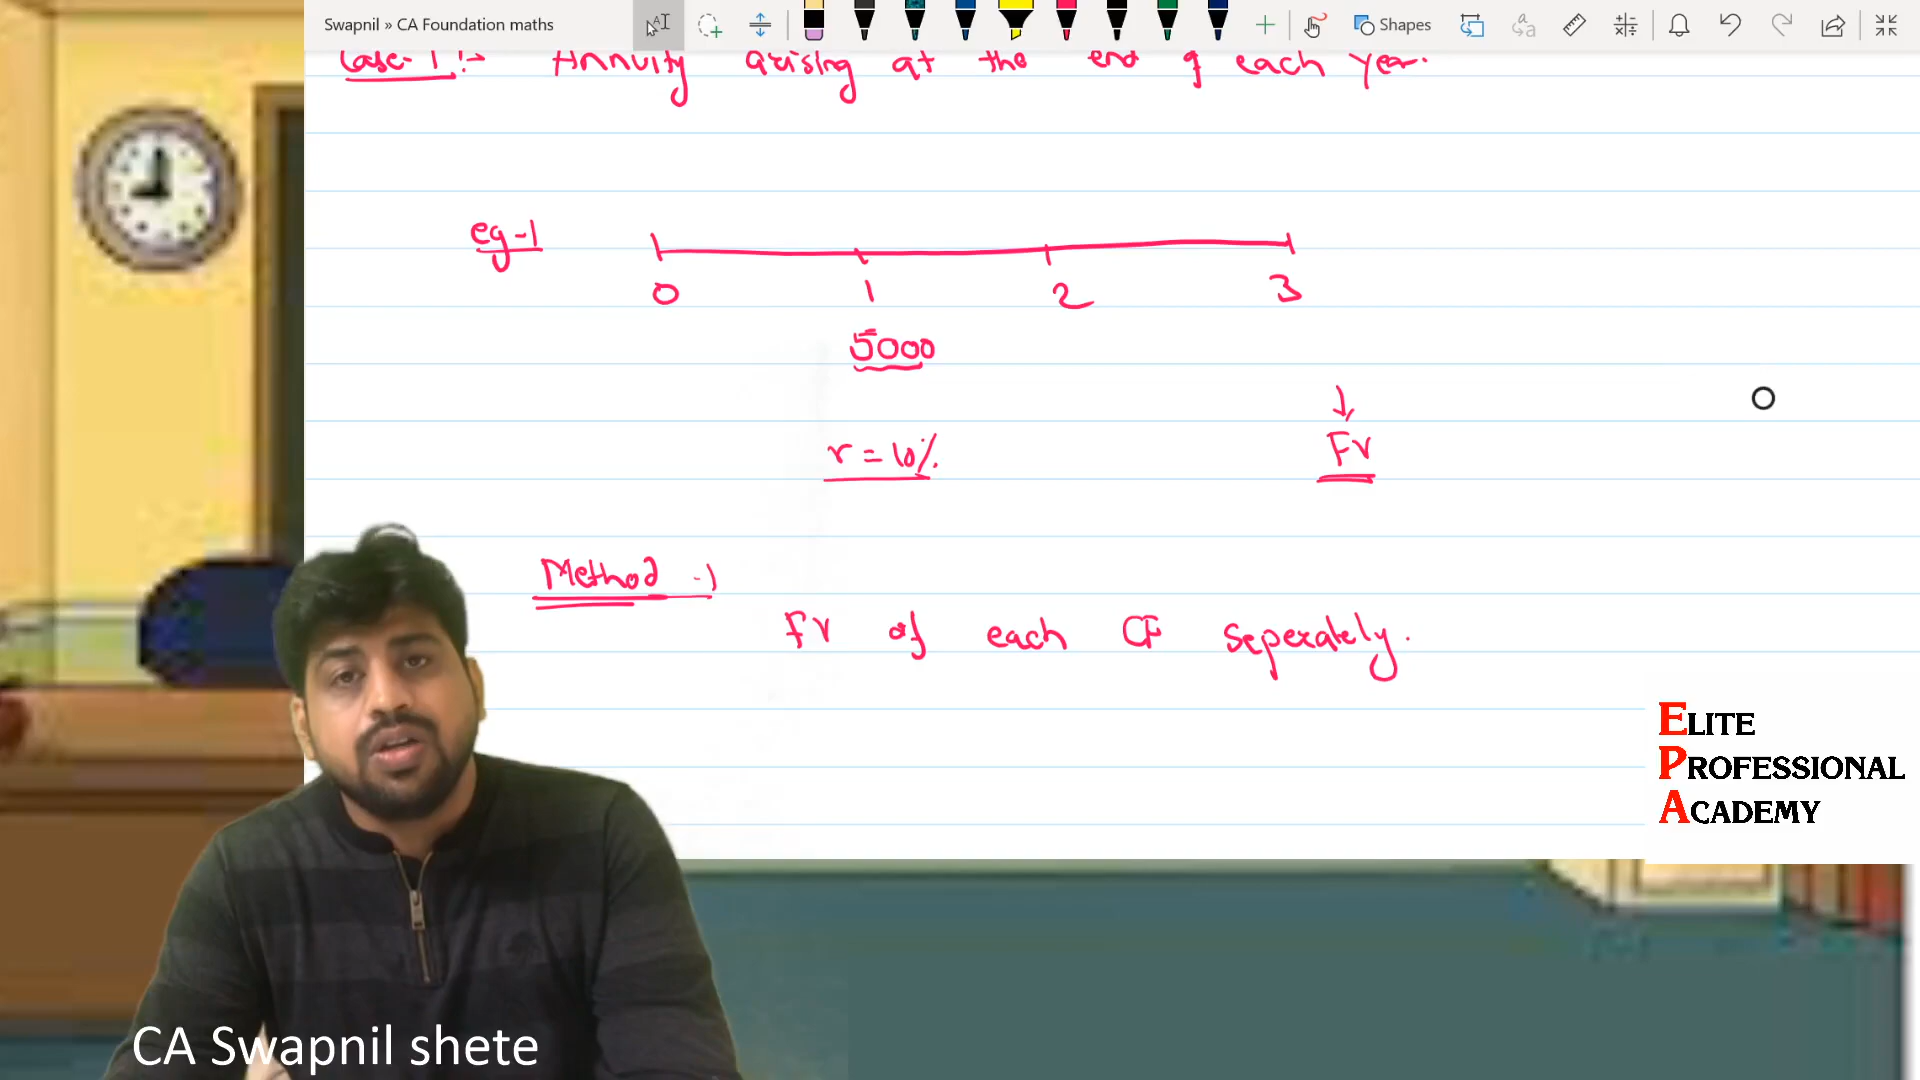 Swapnil » CA Foundation maths
Shapes
Case-1 :- Annuity arising at the end of each year.
eg-1
0 1 2 3
5000
r = 10%
FV
Method -1
FV of each CF seperately.
ELITE
PROFESSIONAL
ACADEMY
CA Swapnil shete